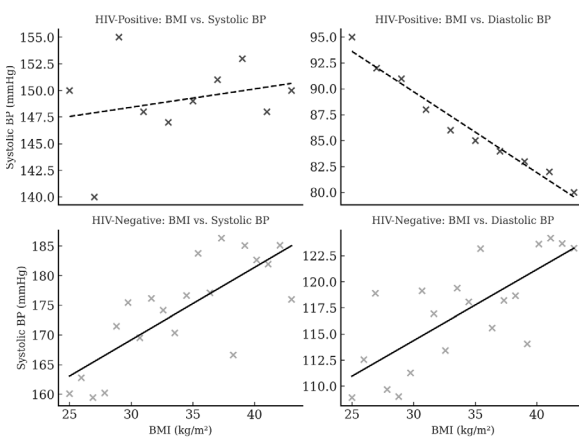 HIV-Positive: BMI vs. Systolic BP
HIV-Positive: BMI vs. Diastolic BP
Systolic BP (mmHg)
155.0
152.5
150.0
147.5
145.0
142.5
140.0
95.0
92.5
90.0
87.5
85.0
82.5
80.0
HIV-Negative: BMI vs. Systolic BP
HIV-Negative: BMI vs. Diastolic BP
Systolic BP (mmHg)
185
180
175
170
165
160
122.5
120.0
117.5
115.0
112.5
110.0
25 30 35 40
25 30 35 40
BMI (kg/m²)
BMI (kg/m²)